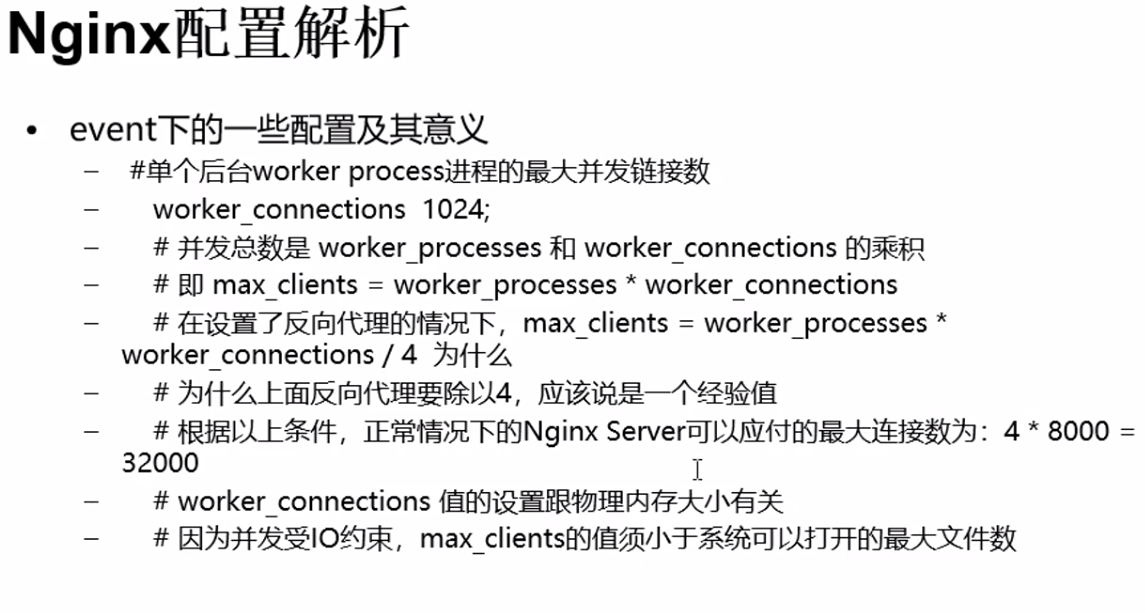 Nginx配置解析
• event下的一些配置及其意义
– #单个后台worker process进程的最大并发链接数
– worker_connections 1024;
– # 并发总数是 worker_processes 和 worker_connections 的乘积
– # 即 max_clients = worker_processes * worker_connections
– # 在设置了反向代理的情况下，max_clients = worker_processes *
worker_connections / 4 为什么
– # 为什么上面反向代理要除以4，应该说是一个经验值
– # 根据以上条件，正常情况下的Nginx Server可以应付的最大连接数为：4 * 8000 =
32000
– # worker_connections 值的设置跟物理内存大小有关
– # 因为并发受IO约束，max_clients的值须小于系统可以打开的最大文件数